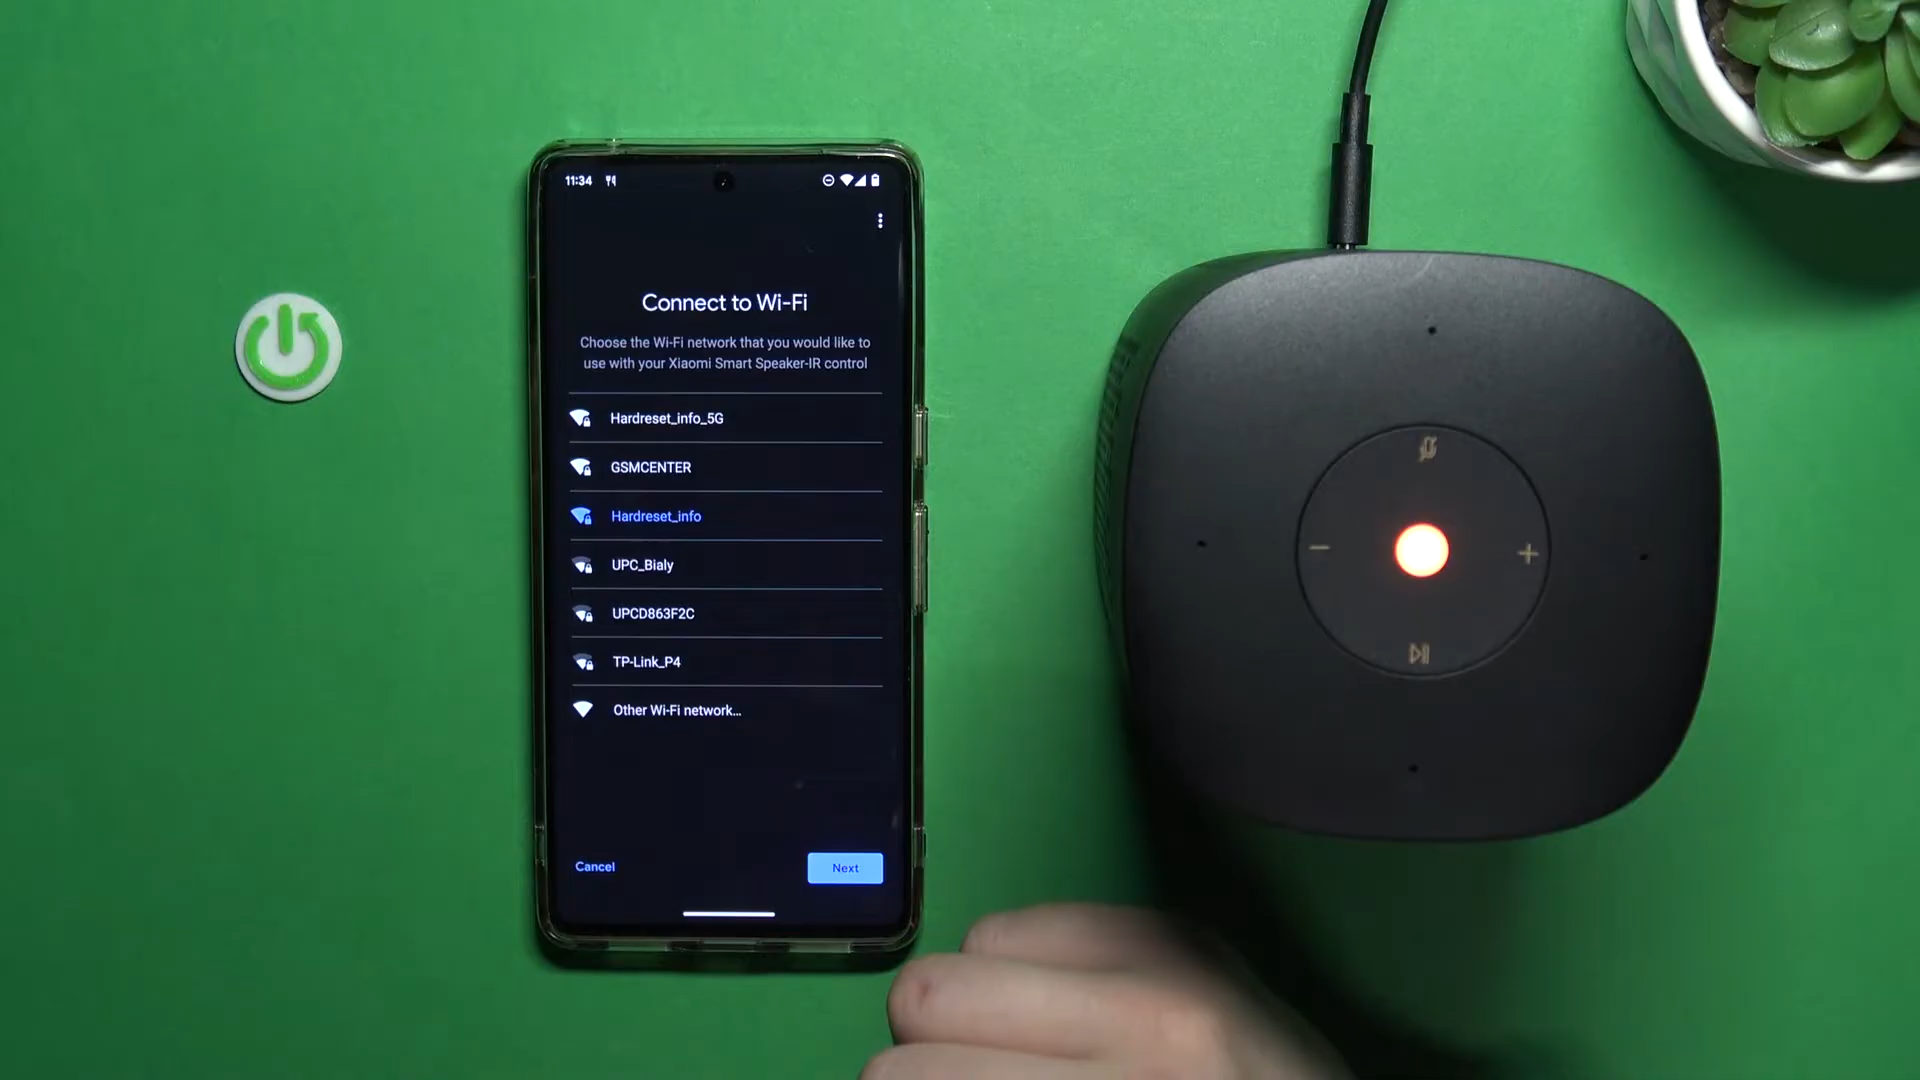 11:34
Connect to Wi-Fi
Choose the Wi-Fi network that you would like to
use with your Xiaomi Smart Speaker-IR control
Hardreset_info_5G
GSMCENTER
Hardreset_info
UPC_Bialy
UPCD863F2C
TP-Link_P4
Other Wi-Fi network...
Cancel
Next